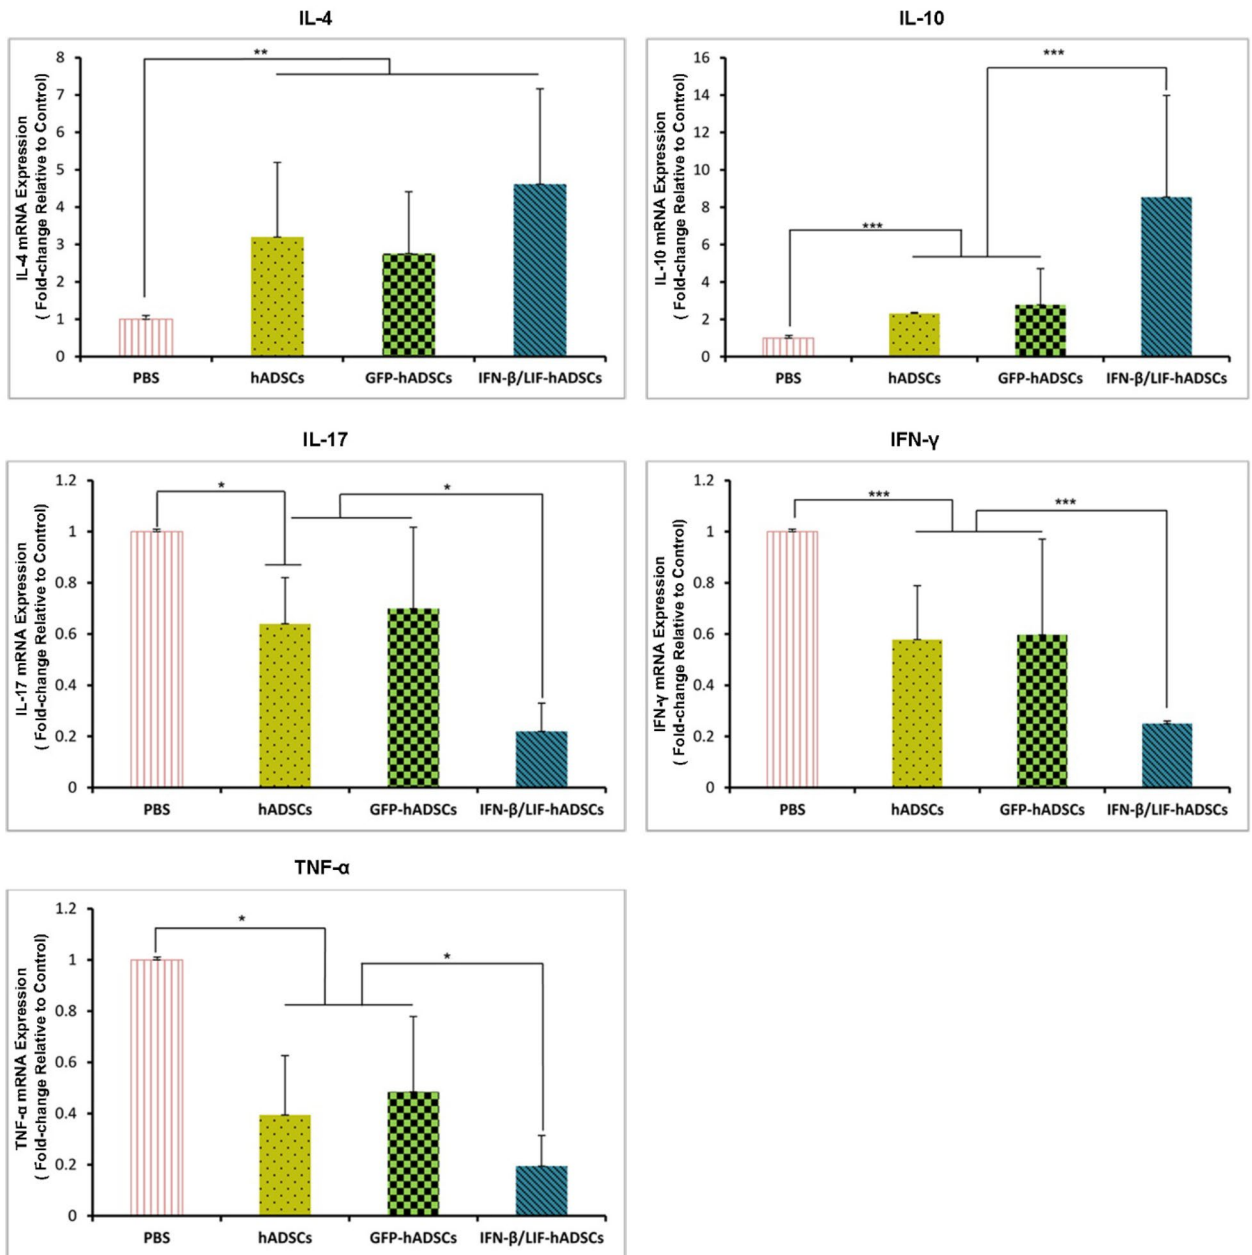 IL-4
IL-4 mRNA Expression
( Fold-change Relative to Control)
8
7
6
5
4
3
2
1
0
**
PBS hADSCs GFP-hADSCs IFN-β/LIF-hADSCs
IL-10
IL-10 mRNA Expression
( Fold-change Relative to Control)
16
14
12
10
8
6
4
2
0
***
***
PBS hADSCs GFP-hADSCs IFN-β/LIF-hADSCs
IL-17
IL-17 mRNA Expression
( Fold-change Relative to Control)
1.2
1
0.8
0.6
0.4
0.2
0
*
*
PBS hADSCs GFP-hADSCs IFN-β/LIF-hADSCs
IFN-γ
IFN-γ mRNA Expression
( Fold-change Relative to Control)
1.2
1
0.8
0.6
0.4
0.2
0
***
***
PBS hADSCs GFP-hADSCs IFN-β/LIF-hADSCs
TNF-α
TNF-α mRNA Expression
( Fold-change Relative to Control)
1.2
1
0.8
0.6
0.4
0.2
0
*
*
PBS hADSCs GFP-hADSCs IFN-β/LIF-hADSCs